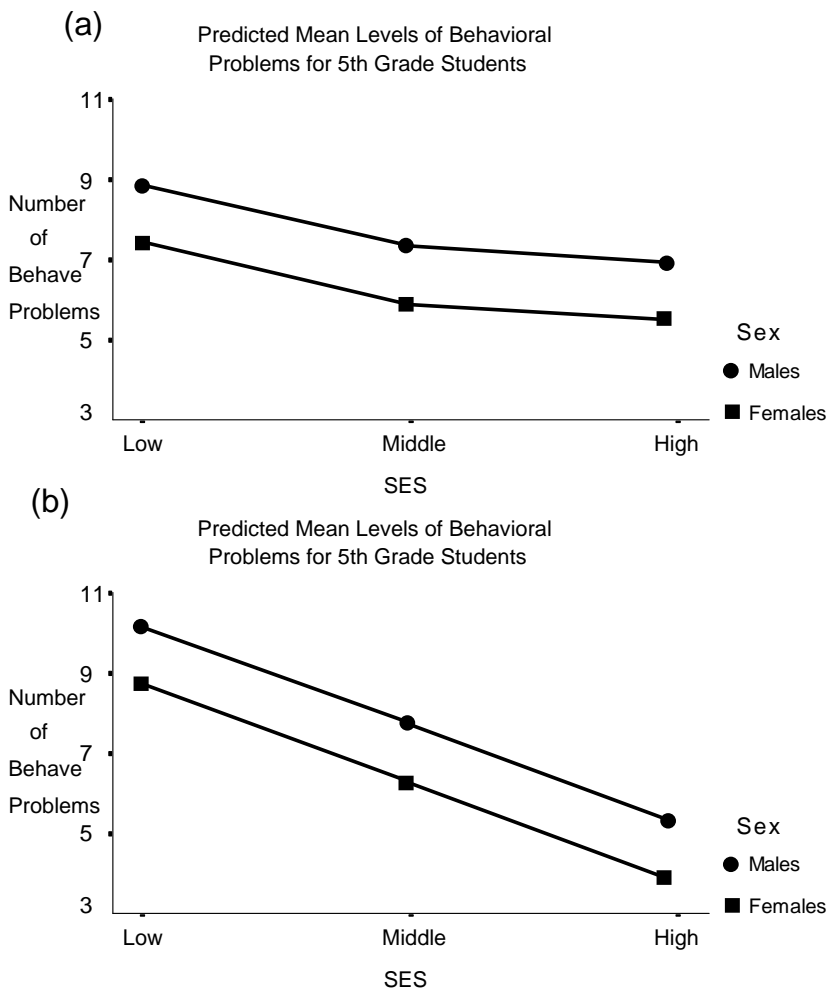 (a)
Predicted Mean Levels of Behavioral
Problems for 5th Grade Students
11
9
Number
of
7
Behave
Problems
5
3
Low Middle High
SES
Sex
Males
Females
(b)
Predicted Mean Levels of Behavioral
Problems for 5th Grade Students
11
9
Number
of
7
Behave
Problems
5
3
Low Middle High
SES
Sex
Males
Females